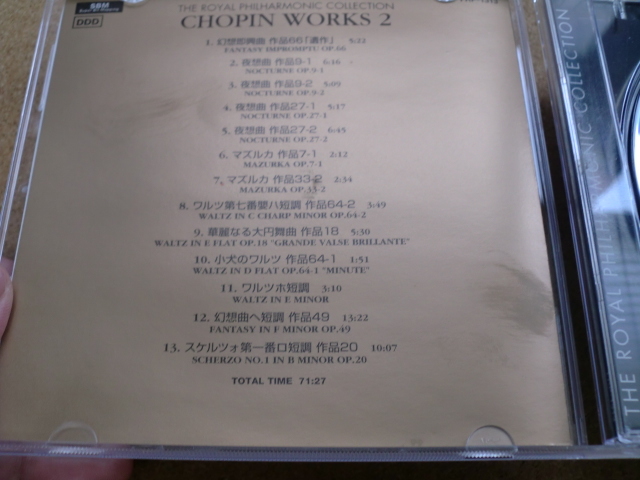 SBM
DDD
THE ROYAL PHILHARMONIC COLLECTION
CHOPIN WORKS 2
1. 幻想即興曲 作品66「遺作」 5:22
FANTASY IMPROMPTU OP.66
2. 夜想曲 作品9-1 6:16
NOCTURNE OP.9-1
3. 夜想曲 作品9-2 5:09
NOCTURNE OP.9-2
4. 夜想曲 作品27-1 5:17
NOCTURNE OP.27-1
5. 夜想曲 作品27-2 6:45
NOCTURNE OP.27-2
6. マズルカ 作品7-1 2:12
MAZURKA OP.7-1
7. マズルカ 作品33-2 2:34
MAZURKA OP.33-2
8. ワルツ第七番嬰ハ短調 作品64-2 3:49
WALTZ IN C CHARP MINOR OP.64-2
9. 華麗なる大円舞曲 作品18 5:30
WALTZ IN E FLAT OP.18 "GRANDE VALSE BRILLANTE"
10. 小犬のワルツ 作品64-1 1:51
WALTZ IN D FLAT OP.64-1 "MINUTE"
11. ワルツホ短調 3:10
WALTZ IN E MINOR
12. 幻想曲ヘ短調 作品49 13:22
FANTASY IN F MINOR OP.49
13. スケルツォ第一番ロ短調 作品20 10:07
SCHERZO NO.1 IN B MINOR OP.20
TOTAL TIME 71:27
THE ROYAL PHILHARMONIC COLLECTION